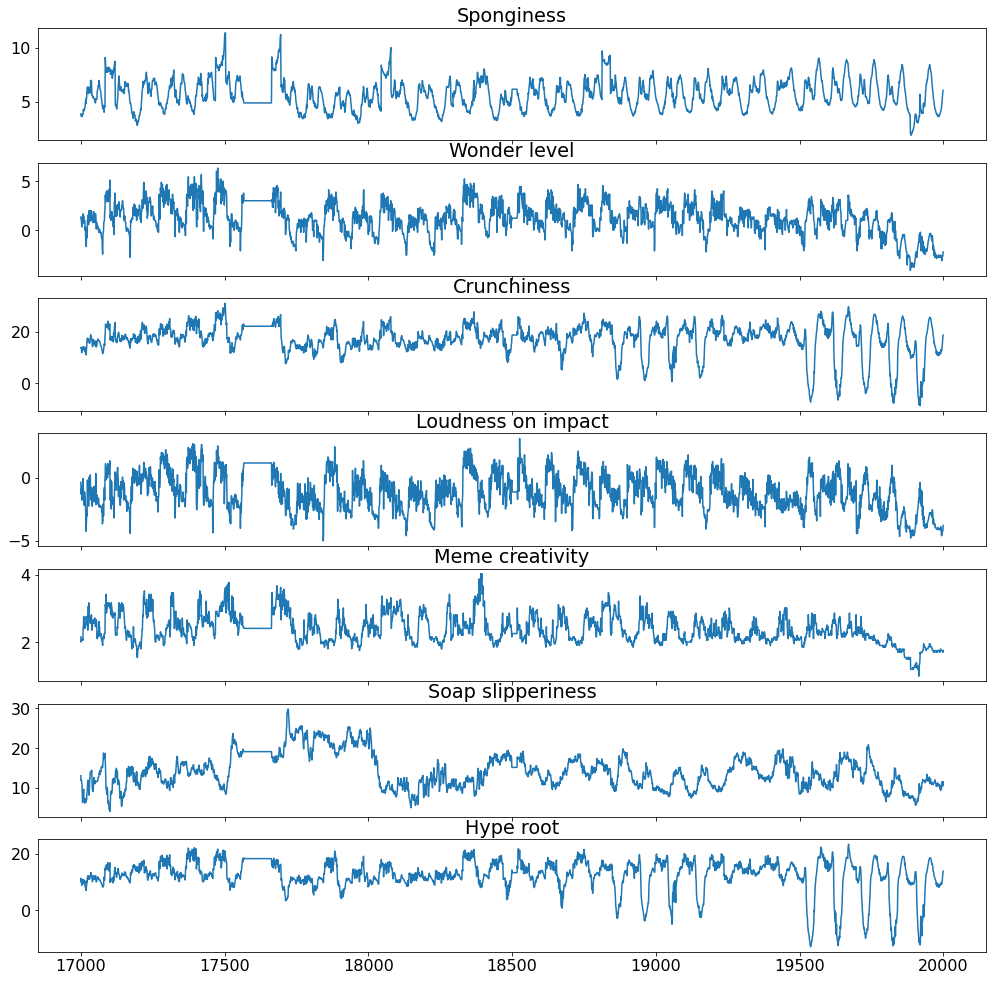 Sponginess
10
5
Wonder level
5
0
Crunchiness
20
0
Loudness on impact
0
−5
Meme creativity
4
2
Soap slipperiness
30
20
10
Hype root
20
0
17000 17500 18000 18500 19000 19500 20000